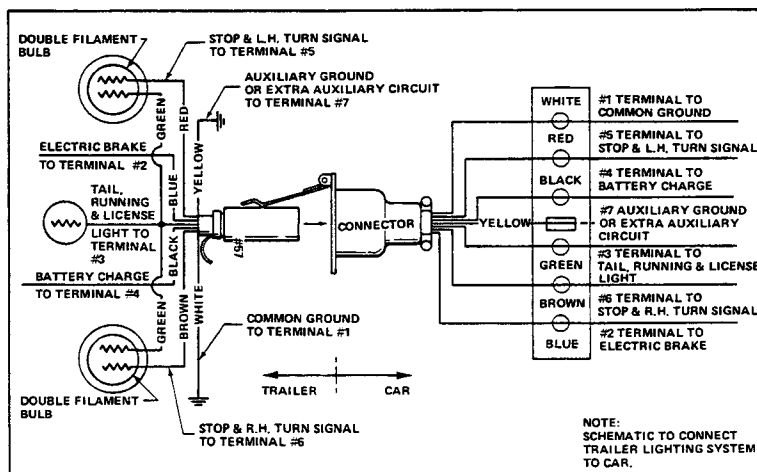 DOUBLE FILAMENT
BULB
STOP & L.H. TURN SIGNAL
TO TERMINAL #5
AUXILIARY GROUND
OR EXTRA AUXILIARY CIRCUIT
TO TERMINAL #7
GREEN
RED
YELLOW
ELECTRIC BRAKE
TO TERMINAL #2
BLUE
TAIL,
RUNNING
& LICENSE
LIGHT TO
TERMINAL
#3
BLACK
#57
BATTERY CHARGE
TO TERMINAL #4
GREEN
BROWN
WHITE
COMMON GROUND
TO TERMINAL #1
DOUBLE FILAMENT
BULB
STOP & R.H. TURN SIGNAL
TO TERMINAL #6
CONNECTOR
TRAILER
CAR
YELLOW
WHITE
RED
BLACK
GREEN
BROWN
BLUE
#1 TERMINAL TO
COMMON GROUND
#5 TERMINAL TO
STOP & L.H. TURN SIGNAL
#4 TERMINAL TO
BATTERY CHARGE
#7 AUXILIARY GROUND
OR EXTRA AUXILIARY
CIRCUIT
#3 TERMINAL TO
TAIL, RUNNING & LICENSE
LIGHT
#6 TERMINAL TO
STOP & R.H. TURN SIGNAL
#2 TERMINAL TO
ELECTRIC BRAKE
NOTE:
SCHEMATIC TO CONNECT
TRAILER LIGHTING SYSTEM
TO CAR.